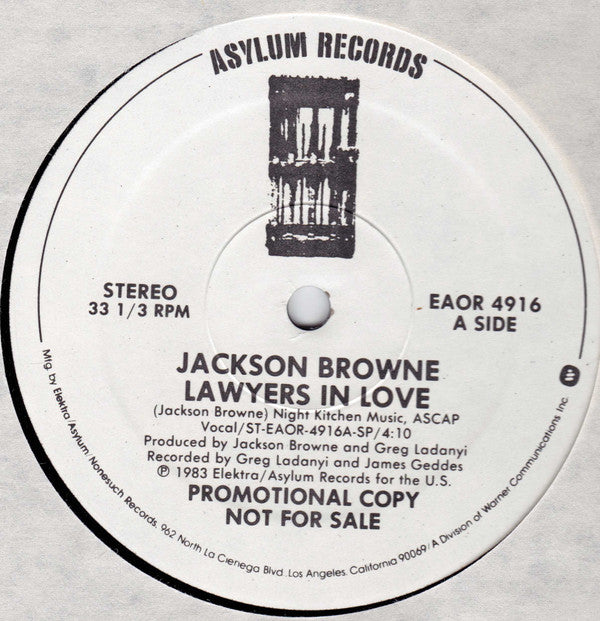 ASYLUM RECORDS
STEREO
33 1/3 RPM
EAOR 4916
A SIDE
JACKSON BROWNE
LAWYERS IN LOVE
(Jackson Browne) Night Kitchen Music, ASCAP
Vocal/ST-EAOR-4916A-SP/4:10
Produced by Jackson Browne and Greg Ladanyi
Recorded by Greg Ladanyi and James Geddes
℗ 1983 Elektra/Asylum Records for the U.S.
PROMOTIONAL COPY
NOT FOR SALE
Mfg. by Elektra/Asylum/Nonesuch Records, 962 North La Cienega Blvd., Los Angeles, California 90069/A Division of Warner Communications Inc.